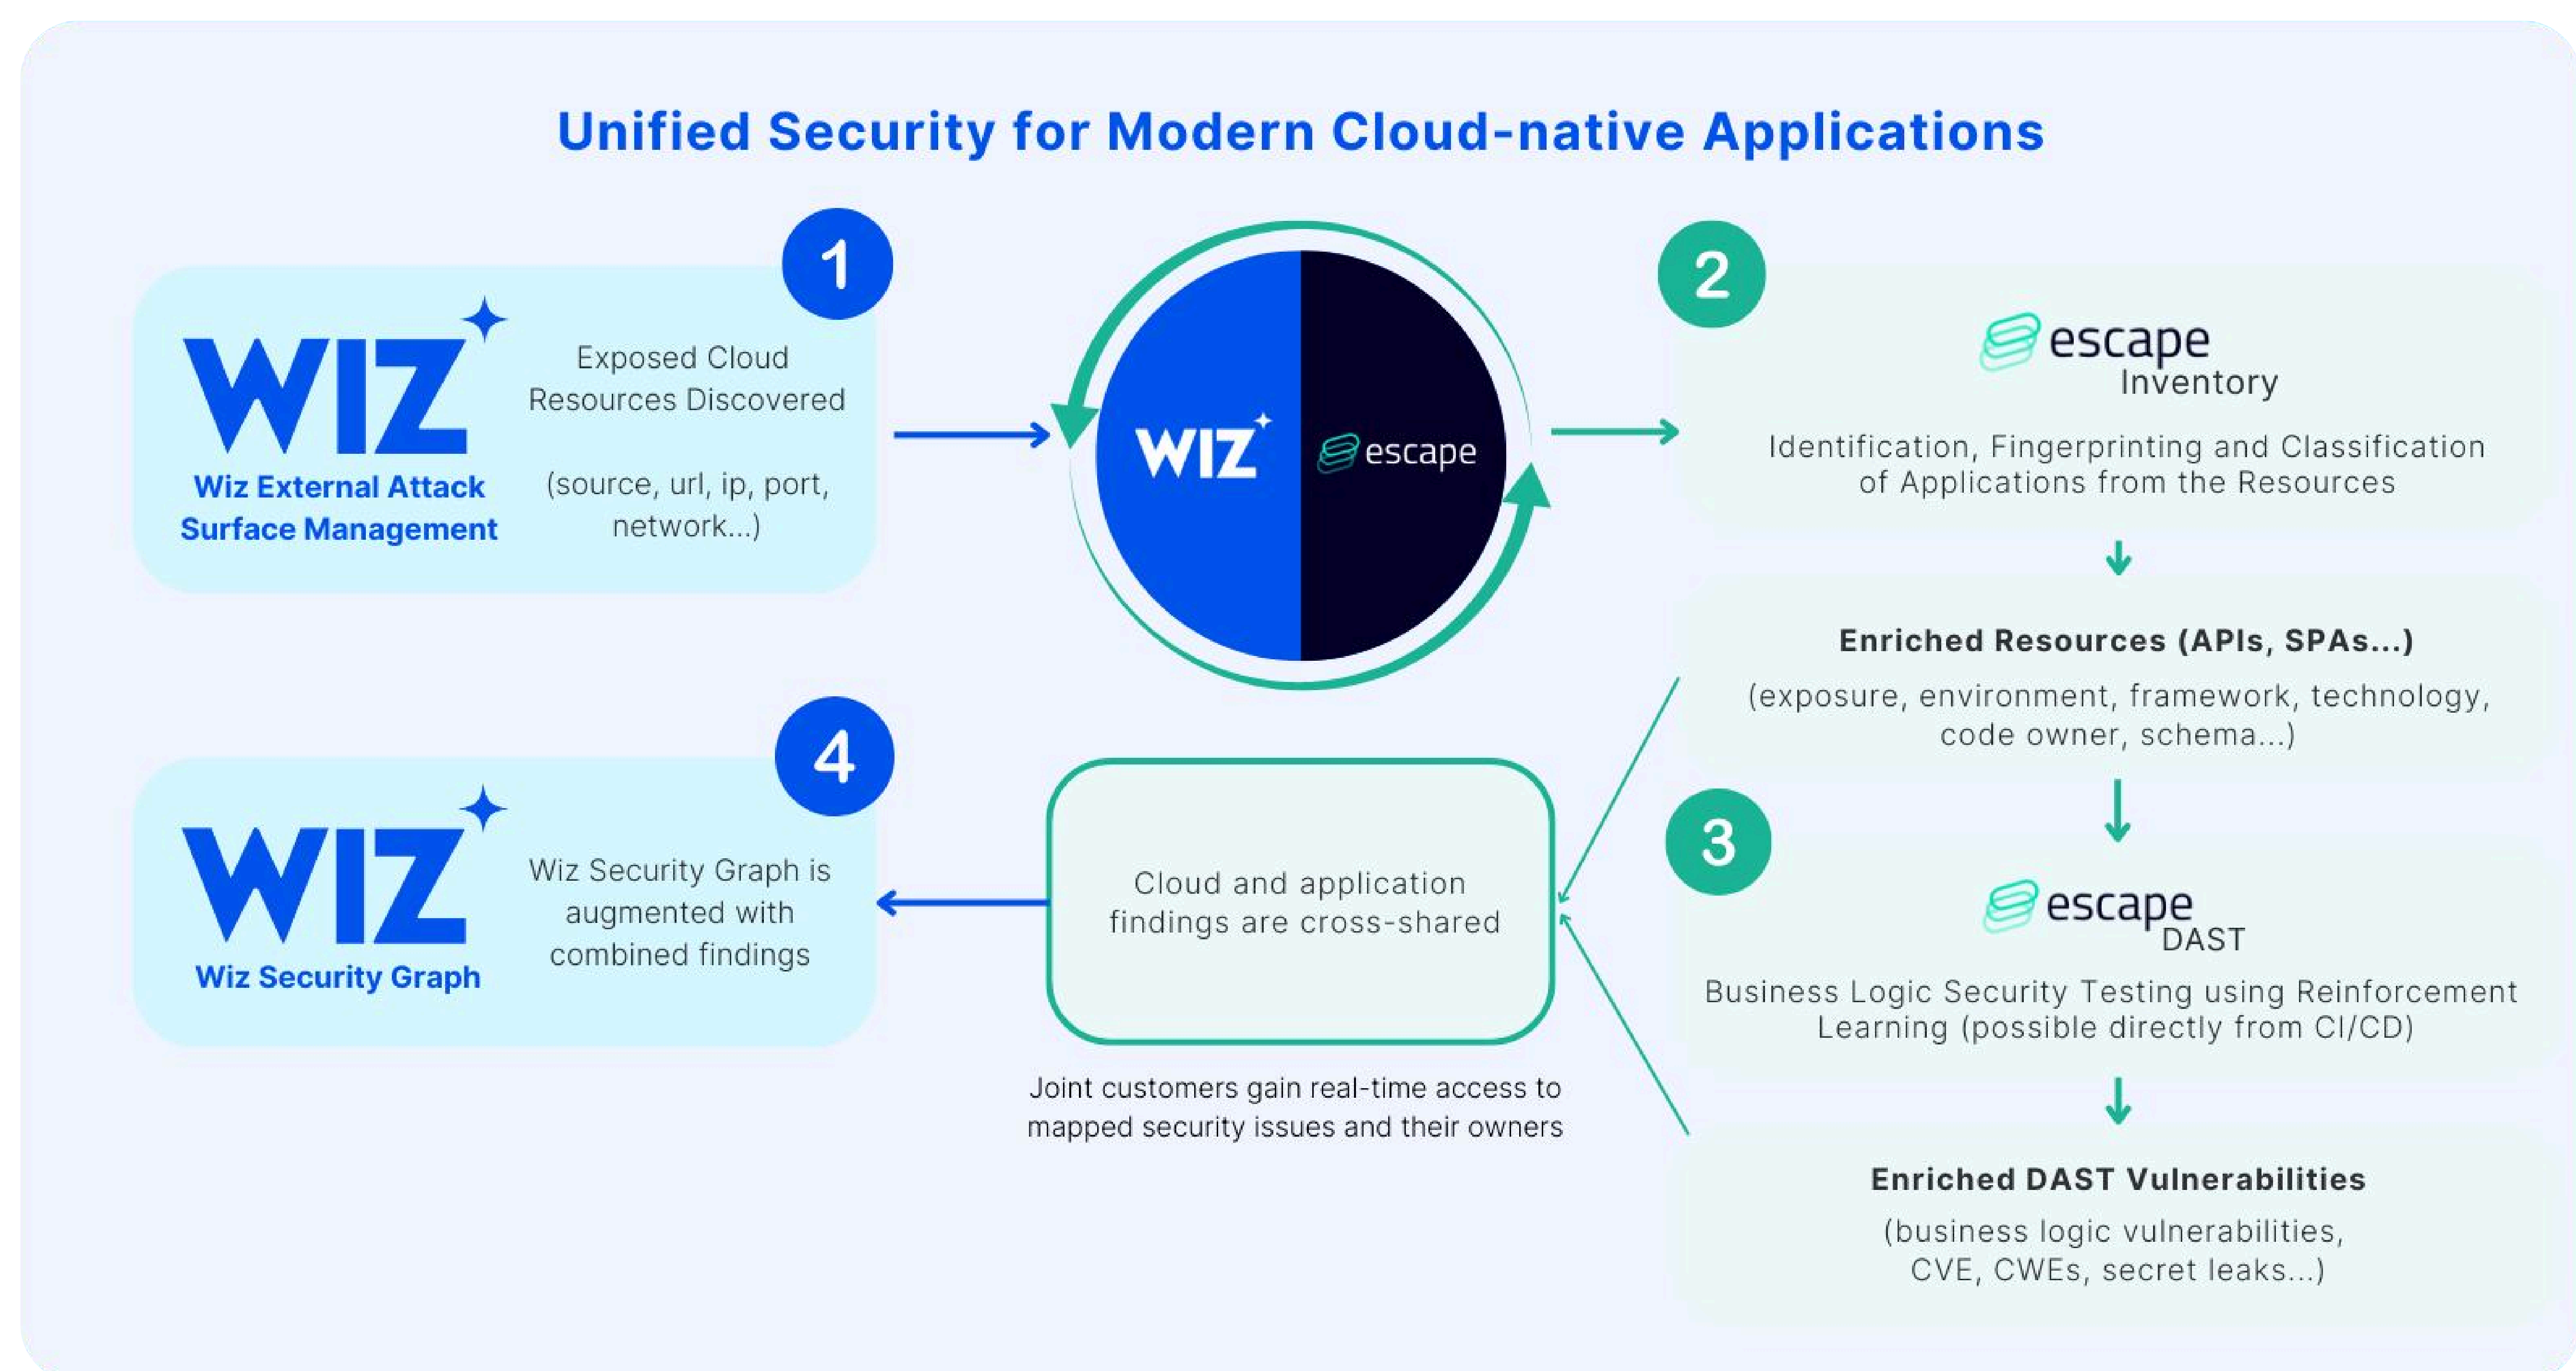 Unified Security for Modern Cloud-native Applications
1
WIZ
Wiz External Attack
Surface Management
Exposed Cloud
Resources Discovered
(source, url, ip, port,
network...)
WIZ
escape
2
escape
Inventory
Identification, Fingerprinting and Classification
of Applications from the Resources
Enriched Resources (APIs, SPAs...)
(exposure, environment, framework, technology,
code owner, schema...)
3
escape
DAST
Business Logic Security Testing using Reinforcement
Learning (possible directly from CI/CD)
Enriched DAST Vulnerabilities
(business logic vulnerabilities,
CVE, CWEs, secret leaks...)
Cloud and application
findings are cross-shared
Joint customers gain real-time access to
mapped security issues and their owners
4
WIZ
Wiz Security Graph
Wiz Security Graph is
augmented with
combined findings